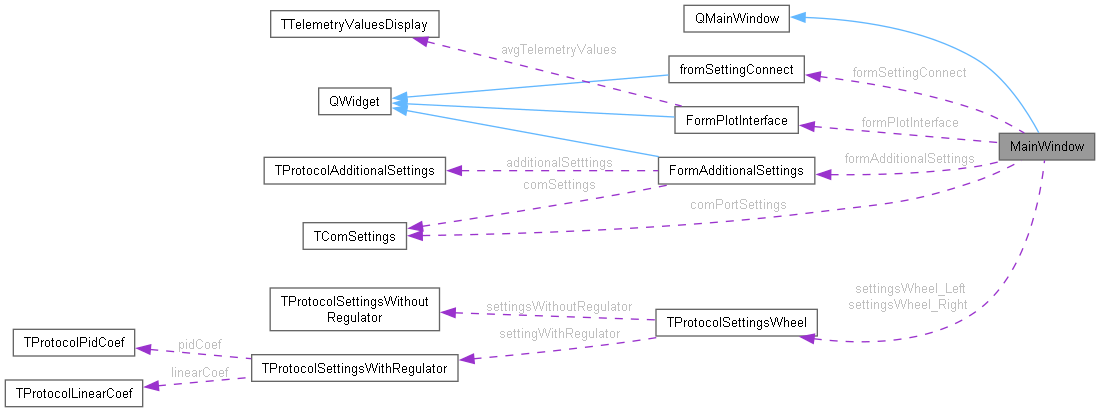 QMainWindow
TTelemetryValuesDisplay
avgTelemetryValues
fromSettingConnect
formSettingConnect
QWidget
FormPlotInterface
formPlotInterface
MainWindow
TProtocolAdditionalSettings
additionalSetttings
FormAdditionalSettings
formAdditionalSettings
comSettings
comPortSettings
TComSettings
settingsWheel_Left
settingsWheel_Right
TProtocolSettingsWithout
Regulator
settingsWithoutRegulator
TProtocolSettingsWheel
settingWithRegulator
TProtocolPidCoef
pidCoef
TProtocolSettingsWithRegulator
linearCoef
TProtocolLinearCoef